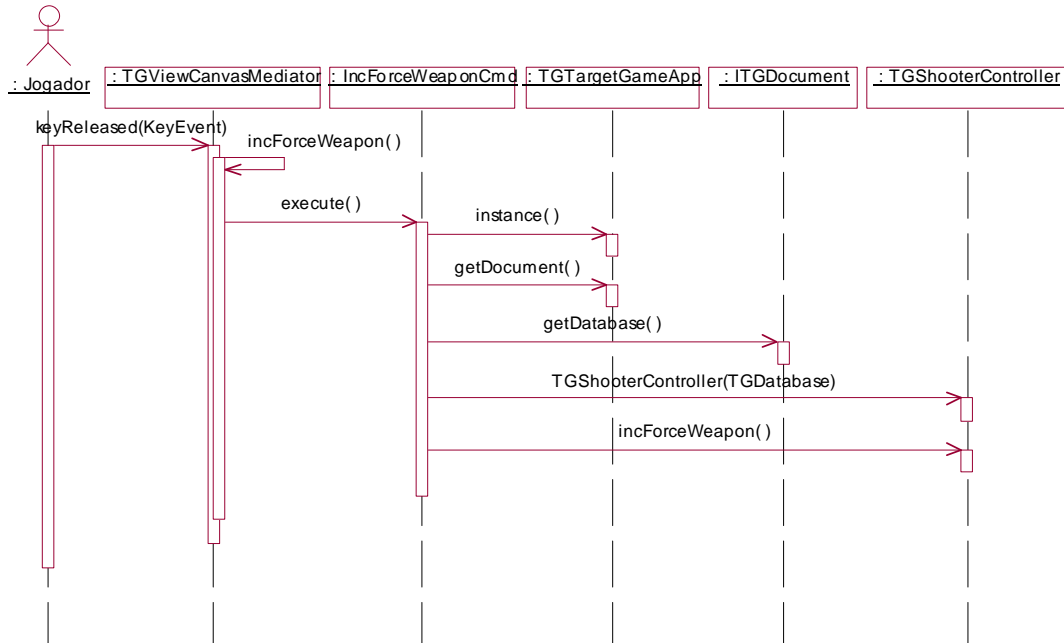 : Jogador
: TGViewCanvasMediator
: IncForceWeaponCmd
: TGTargetGameApp
: ITGDocument
: TGShooterController
keyReleased(KeyEvent)
incForceWeapon( )
execute( )
instance( )
getDocument( )
getDatabase( )
TGShooterController(TGDatabase)
incForceWeapon( )